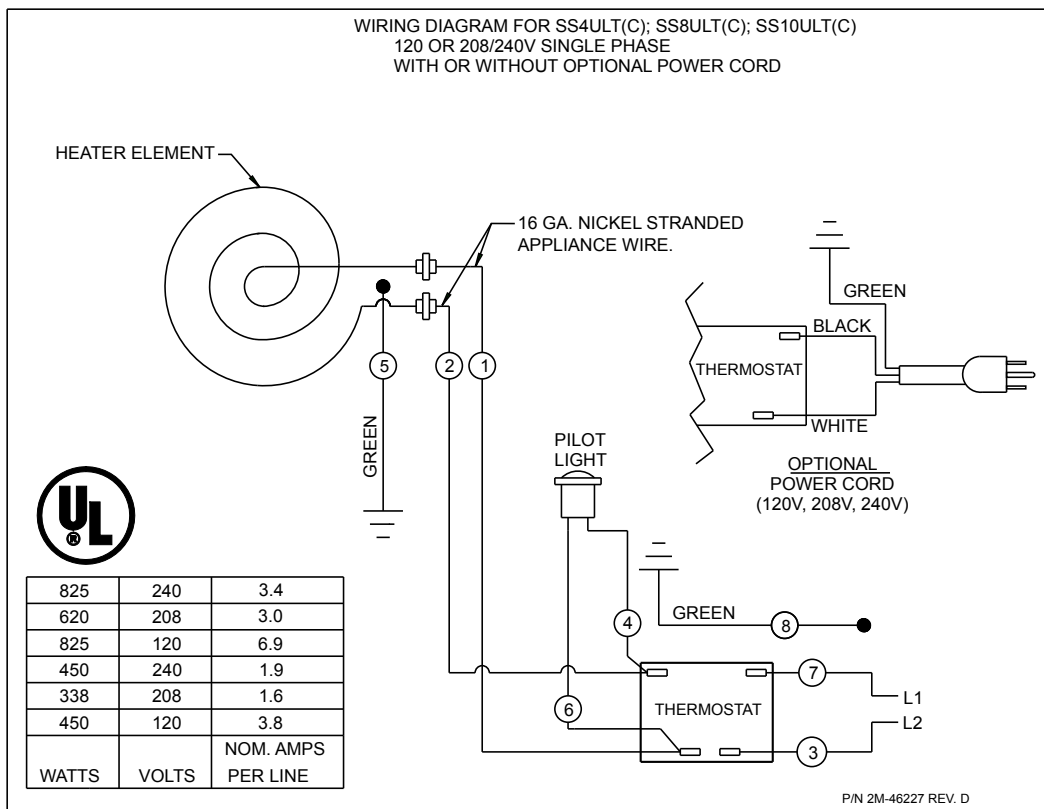 WIRING DIAGRAM FOR SS4ULT(C); SS8ULT(C); SS10ULT(C)
120 OR 208/240V SINGLE PHASE
WITH OR WITHOUT OPTIONAL POWER CORD
HEATER ELEMENT
16 GA. NICKEL STRANDED
APPLIANCE WIRE.
GREEN
BLACK
THERMOSTAT
WHITE
OPTIONAL
POWER CORD
(120V, 208V, 240V)
5
2
1
GREEN
PILOT
LIGHT
UL
®
GREEN
8
4
7
L1
6
THERMOSTAT
L2
3
825 240 3.4
620 208 3.0
825 120 6.9
450 240 1.9
338 208 1.6
450 120 3.8
WATTS VOLTS NOM. AMPS
PER LINE
P/N 2M-46227 REV. D